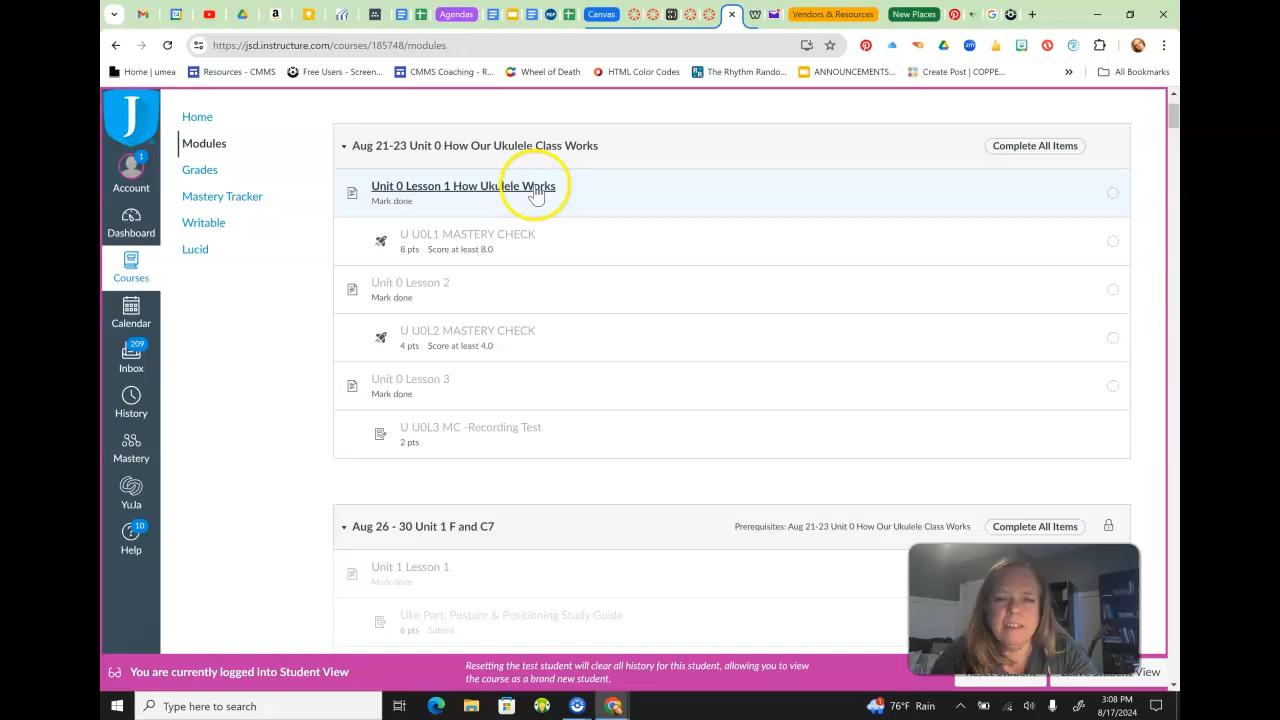 Agendas
Canvas
Vendors & Resources
New Places
https://jsd.instructure.com/courses/185748/modules
Home | umea
Resources - CMMS
Free Users - Screen...
CMMS Coaching - R...
Wheel of Death
HTML Color Codes
The Rhythm Rando...
ANNOUNCEMENTS...
Create Post | COPPE...
»
All Bookmarks
J
1
Account
Dashboard
Courses
Calendar
209
Inbox
History
Mastery
YuJa
10
Help
Home
Modules
Grades
Mastery Tracker
Writable
Lucid
Aug 21-23 Unit 0 How Our Ukulele Class Works
Complete All Items
Unit 0 Lesson 1 How Ukulele Works
Mark done
U U0L1 MASTERY CHECK
8 pts Score at least 8.0
Unit 0 Lesson 2
Mark done
U U0L2 MASTERY CHECK
4 pts Score at least 4.0
Unit 0 Lesson 3
Mark done
U U0L3 MC -Recording Test
2 pts
Aug 26 - 30 Unit 1 F and C7
Prerequisites: Aug 21-23 Unit 0 How Our Ukulele Class Works
Complete All Items
Unit 1 Lesson 1
Mark done
Uke Part, Posture & Positioning Study Guide
6 pts Submit
You are currently logged into Student View
Resetting the test student will clear all history for this student, allowing you to view
the course as a brand new student.
Reset Student
Leave Student View
Type here to search
76°F Rain
3:08 PM
8/17/2024